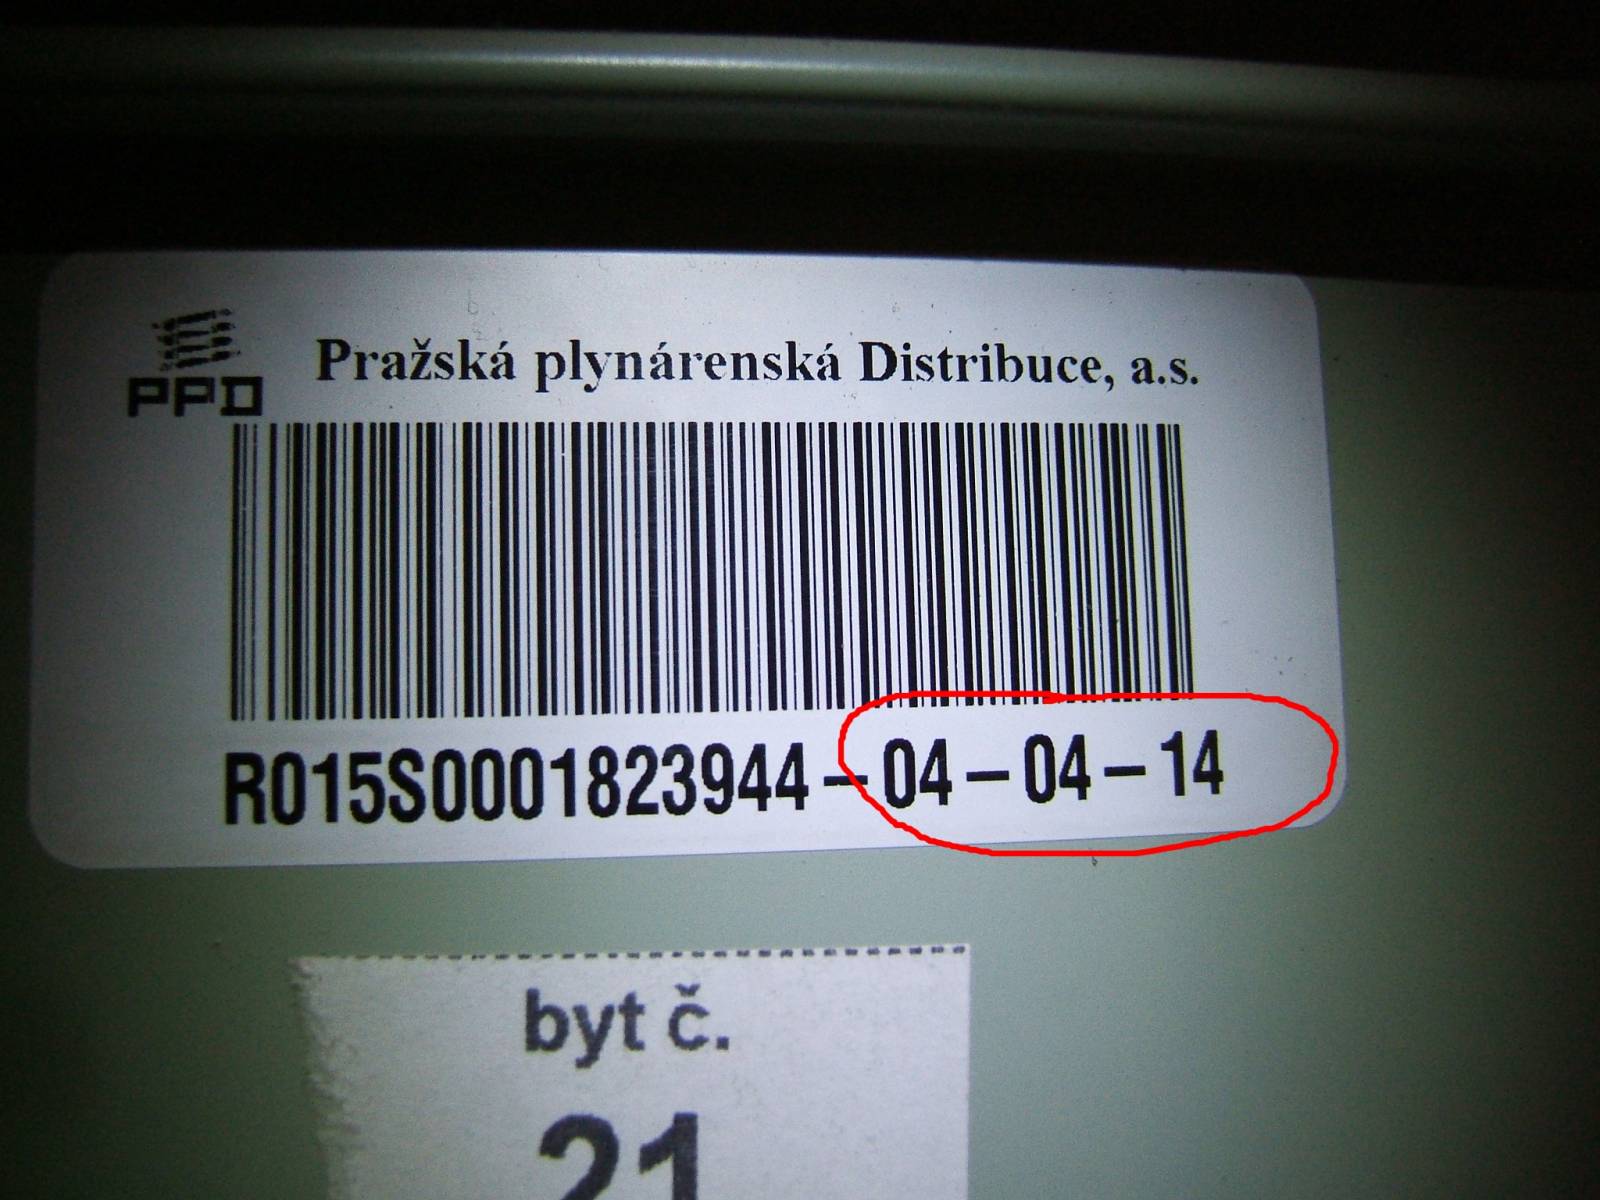 PPD
Pražská plynárenská Distribuce, a.s.
R015S0001823944 – 04 – 04 – 14
byt č.
21